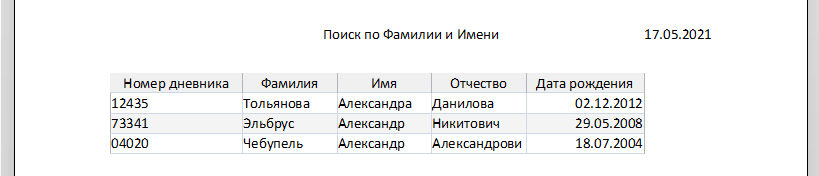 Поиск по Фамилии и Имени 17.05.2021
Номер дневника Фамилия Имя Отчество Дата рождения
12435 Тольянова Александра Данилова 02.12.2012
73341 Эльбрус Александр Никитович 29.05.2008
04020 Чебупель Александр Александрови 18.07.2004